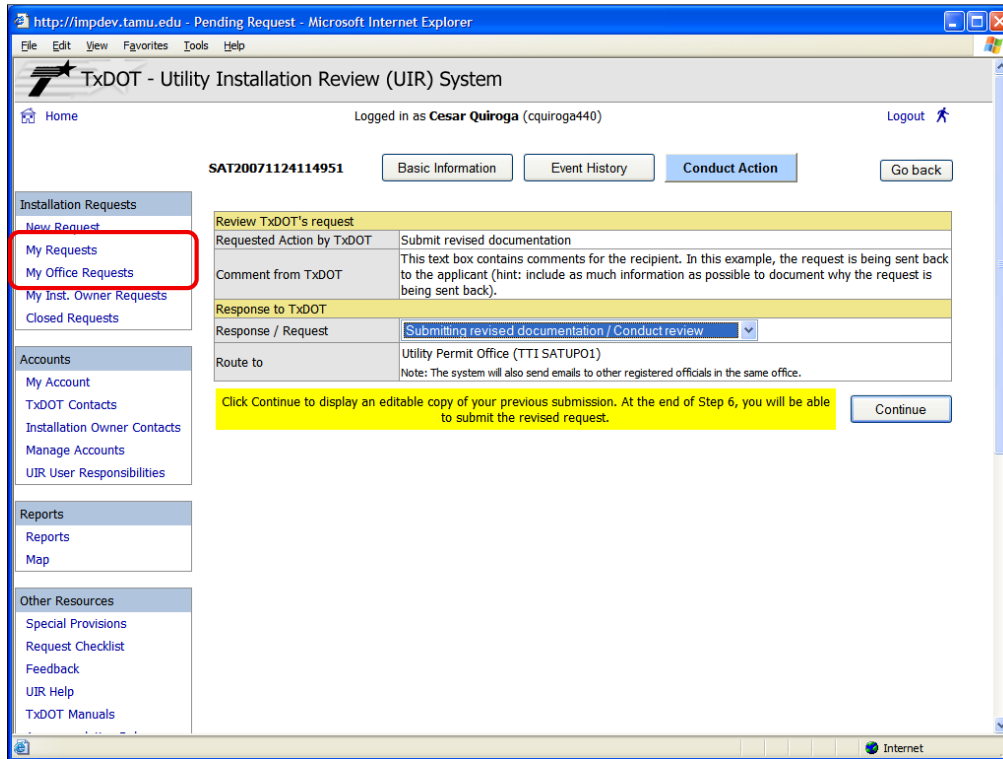 http://impdev.tamu.edu - Pending Request - Microsoft Internet Explorer
File Edit View Favorites Tools Help
TxDOT - Utility Installation Review (UIR) System
Home Logged in as Cesar Quiroga (cquiroga440) Logout
SAT20071124114951 Basic Information Event History Conduct Action Go back
Installation Requests
New Request
My Requests
My Office Requests
My Inst. Owner Requests
Closed Requests
Accounts
My Account
TxDOT Contacts
Installation Owner Contacts
Manage Accounts
UIR User Responsibilities
Reports
Reports
Map
Other Resources
Special Provisions
Request Checklist
Feedback
UIR Help
TxDOT Manuals
Review TxDOT's request
Requested Action by TxDOT Submit revised documentation
Comment from TxDOT
This text box contains comments for the recipient. In this example, the request is being sent back
to the applicant (hint: include as much information as possible to document why the request is
being sent back).
Response to TxDOT
Response / Request Submitting revised documentation / Conduct review
Route to
Utility Permit Office (TTI SATUPO1)
Note: The system will also send emails to other registered officials in the same office.
Click Continue to display an editable copy of your previous submission. At the end of Step 6, you will be able
to submit the revised request.
Continue
Internet